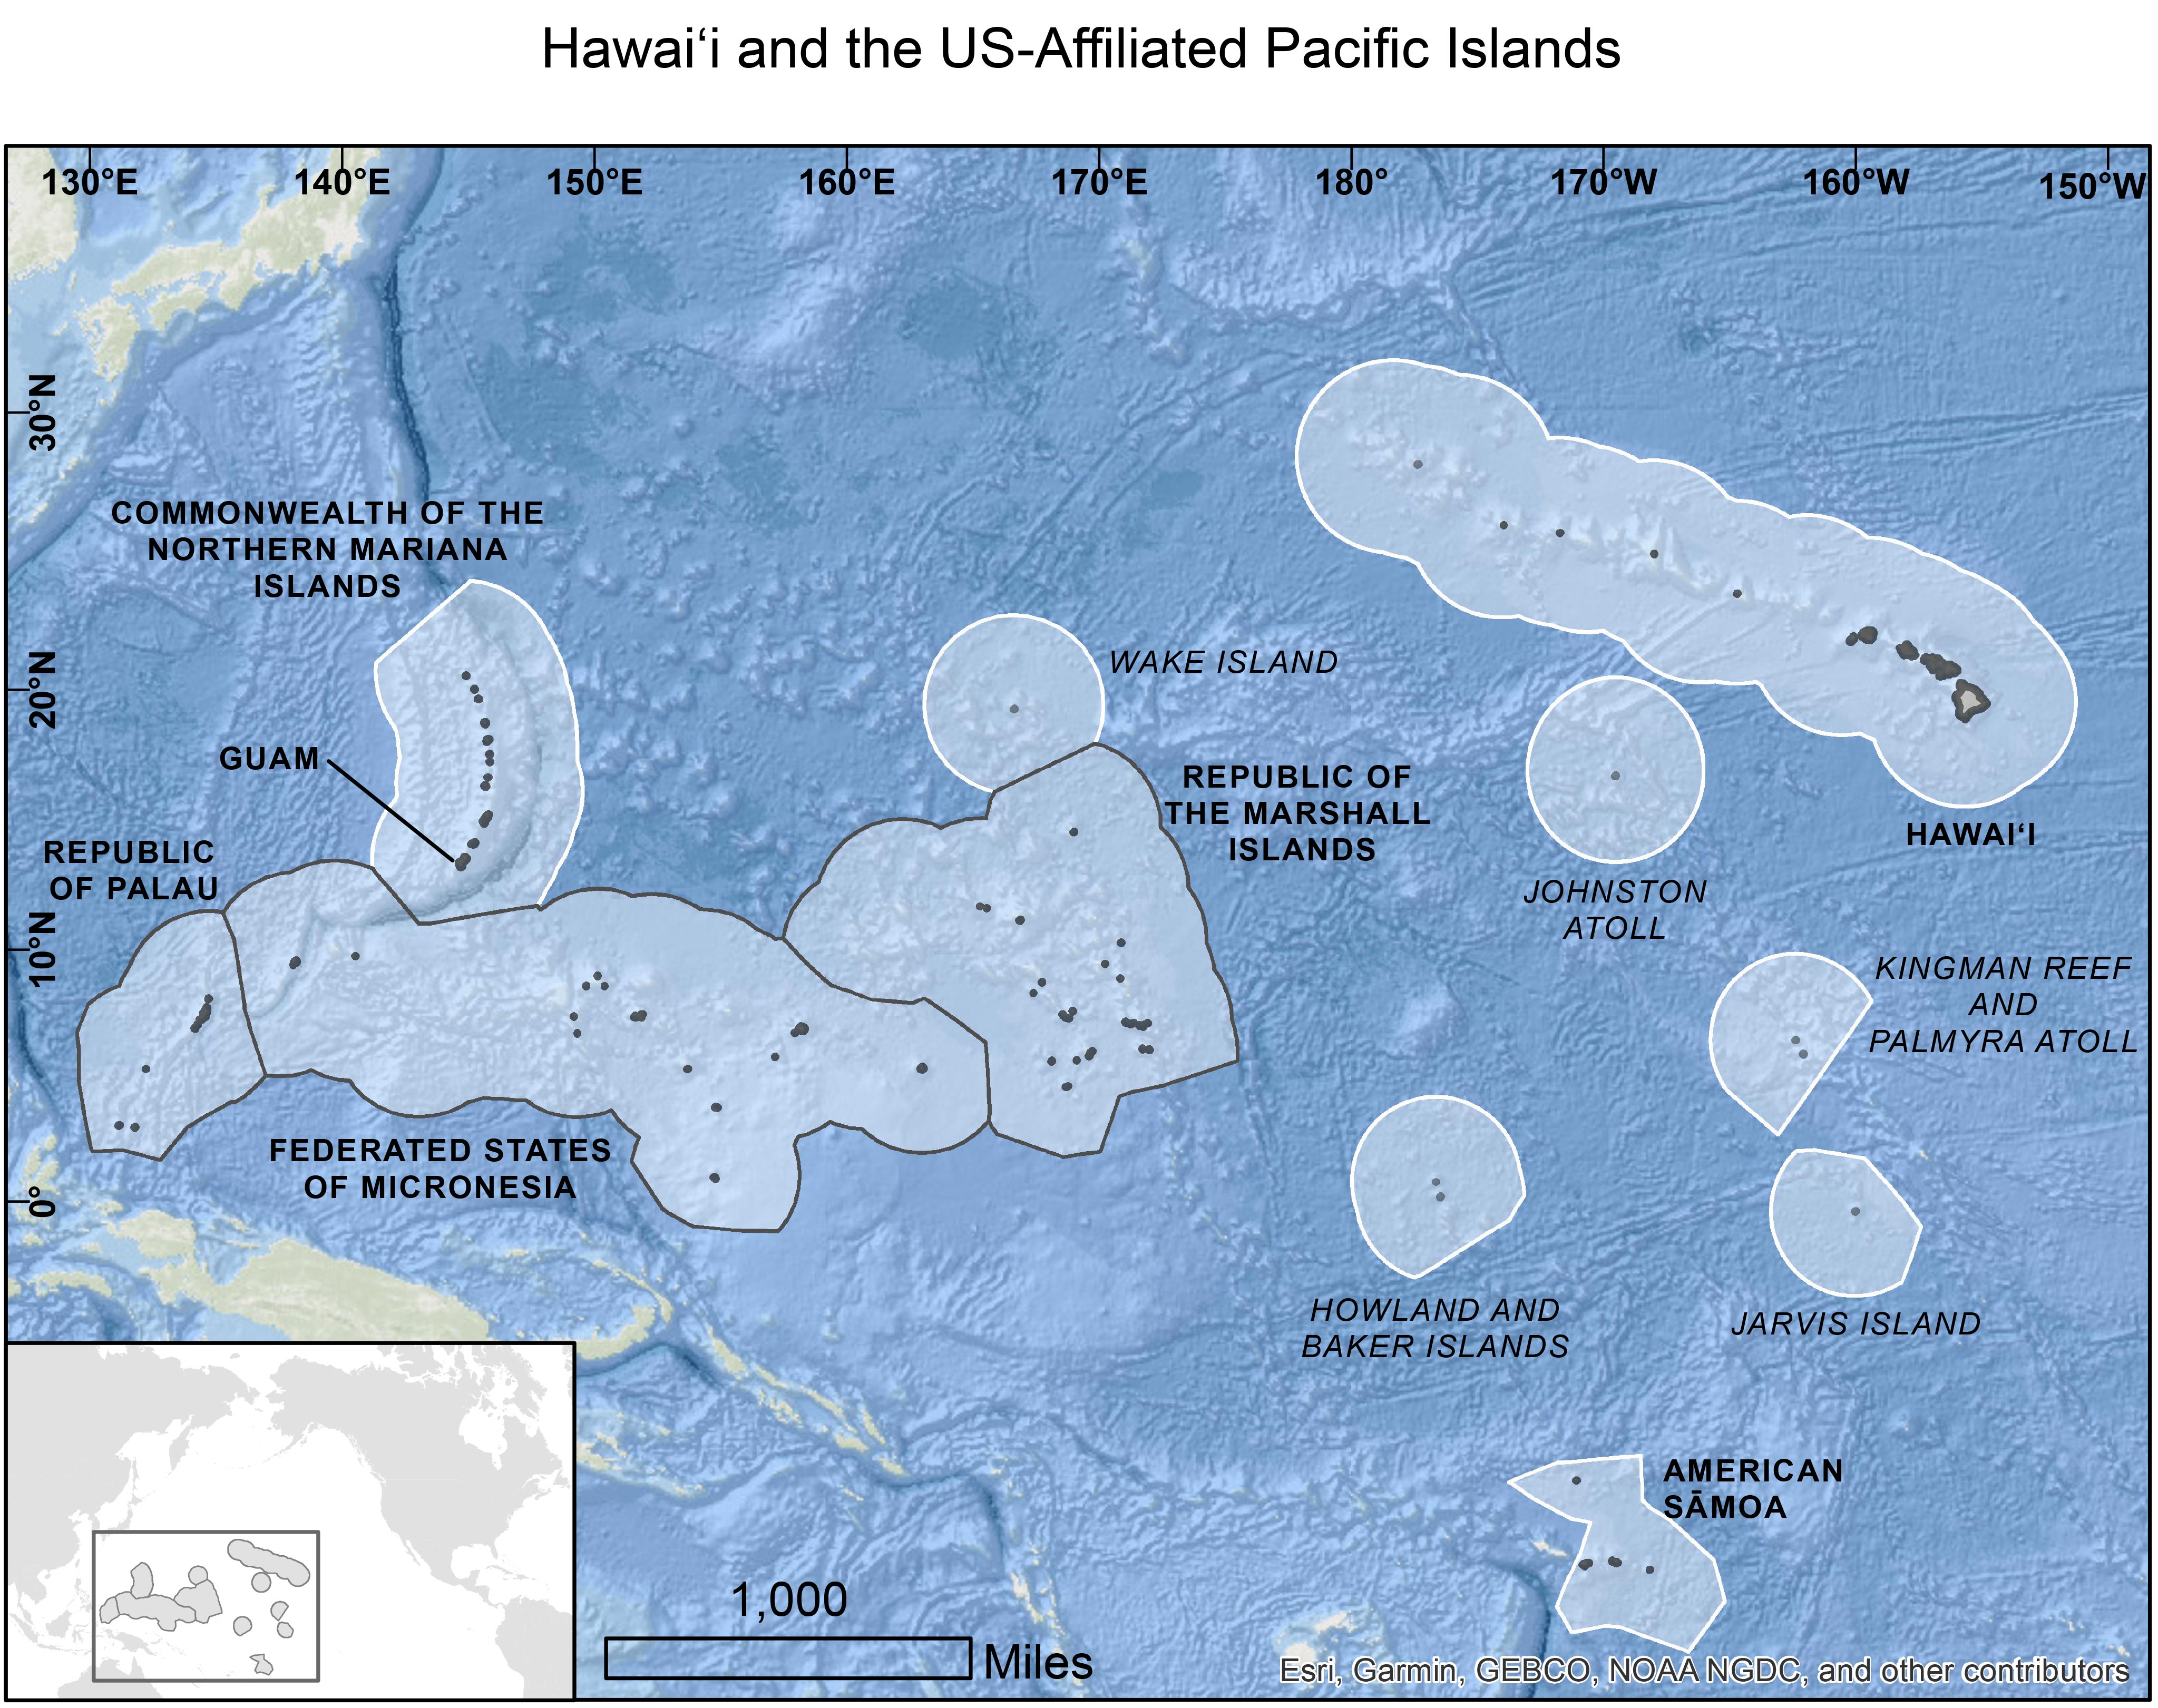 Hawai‘i and the US-Affiliated Pacific Islands
130°E 140°E 150°E 160°E 170°E 180° 170°W 160°W 150°W
30°N
20°N
10°N
0°
COMMONWEALTH OF THE
NORTHERN MARIANA
ISLANDS
GUAM
REPUBLIC
OF PALAU
WAKE ISLAND
REPUBLIC OF
THE MARSHALL
ISLANDS
HAWAI‘I
JOHNSTON
ATOLL
KINGMAN REEF
AND
PALMYRA ATOLL
FEDERATED STATES
OF MICRONESIA
HOWLAND AND
BAKER ISLANDS
JARVIS ISLAND
AMERICAN
SĀMOA
1,000
Miles
Esri, Garmin, GEBCO, NOAA NGDC, and other contributors